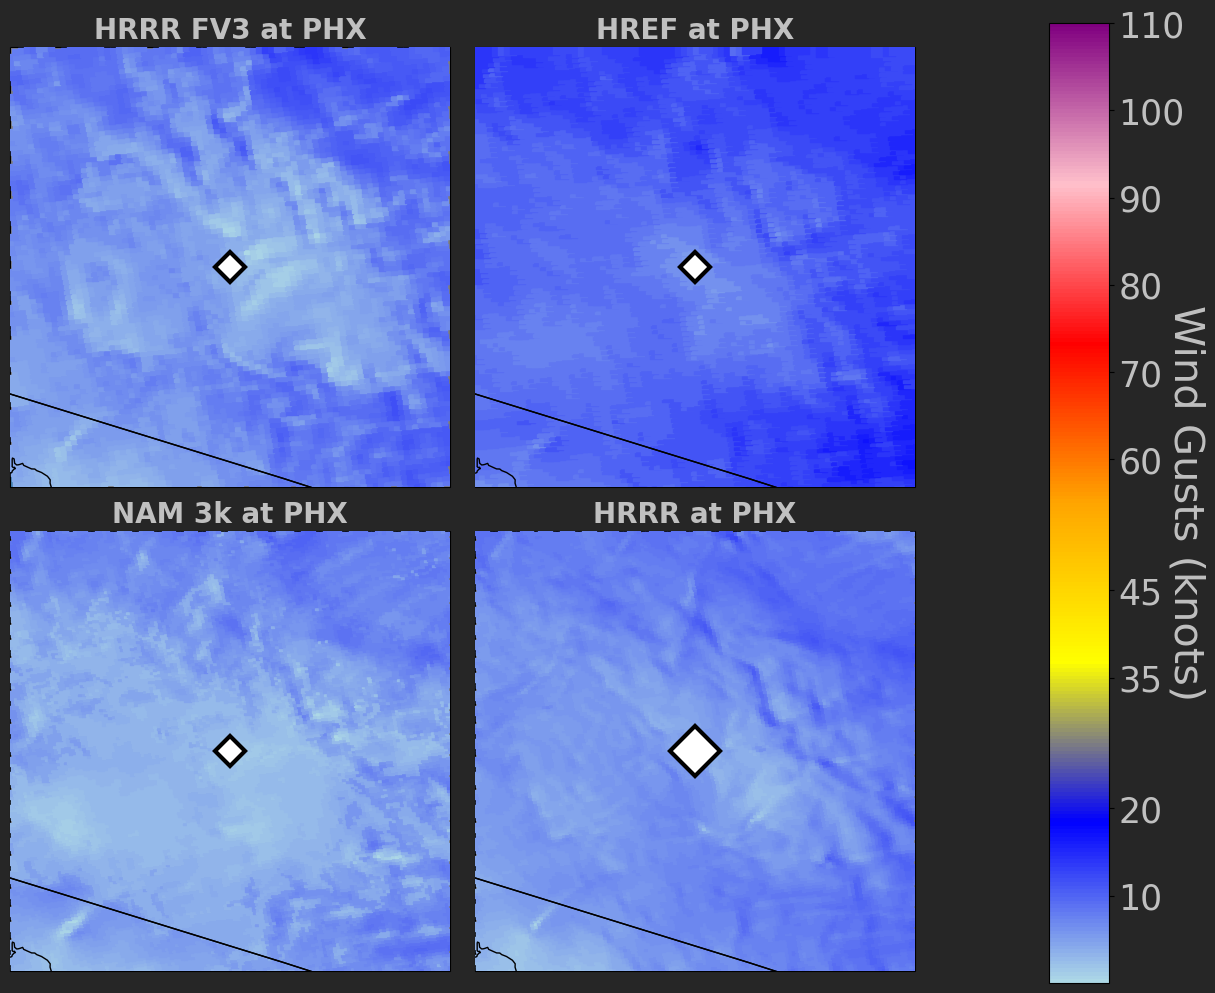 HRRR FV3 at PHX
HREF at PHX
NAM 3k at PHX
HRRR at PHX
110
100
90
80
70
60
45
35
20
10
Wind Gusts (knots)